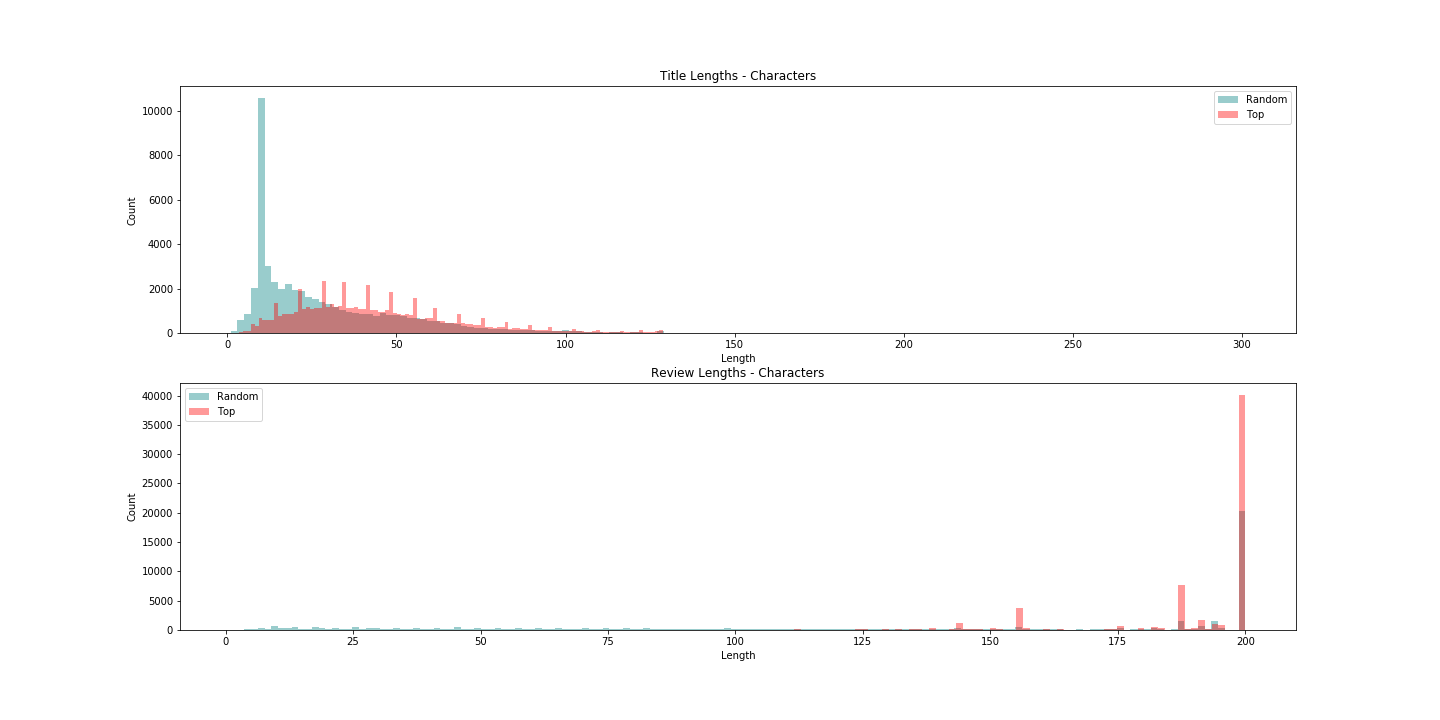 Title Lengths - Characters
10000
8000
6000
4000
2000
0
Count
Random
Top
0 50 100 150 200 250 300
Length
Review Lengths - Characters
40000
35000
30000
25000
20000
15000
10000
5000
0
Count
Random
Top
0 25 50 75 100 125 150 175 200
Length